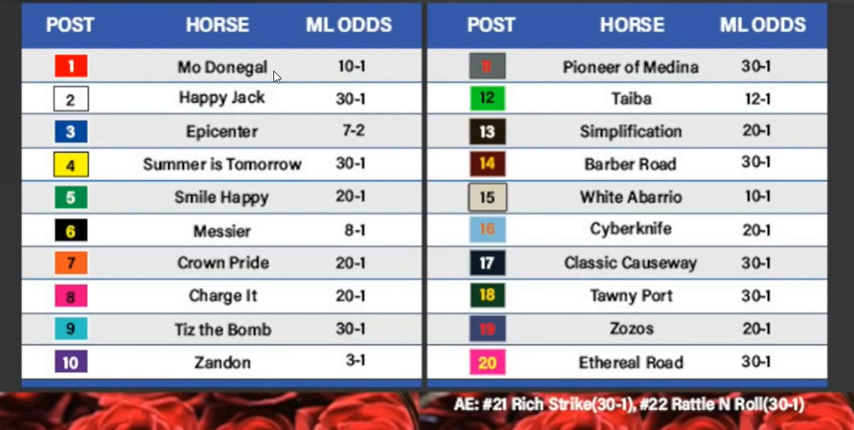 POST HORSE ML ODDS
1 Mo Donegal 10-1
2 Happy Jack 30-1
3 Epicenter 7-2
4 Summer is Tomorrow 30-1
5 Smile Happy 20-1
6 Messier 8-1
7 Crown Pride 20-1
8 Charge It 20-1
9 Tiz the Bomb 30-1
10 Zandon 3-1
POST HORSE ML ODDS
11 Pioneer of Medina 30-1
12 Taiba 12-1
13 Simplification 20-1
14 Barber Road 30-1
15 White Abarrio 10-1
16 Cyberknife 20-1
17 Classic Causeway 30-1
18 Tawny Port 30-1
19 Zozos 20-1
20 Ethereal Road 30-1
AE: #21 Rich Strike(30-1), #22 Rattle N Roll(30-1)